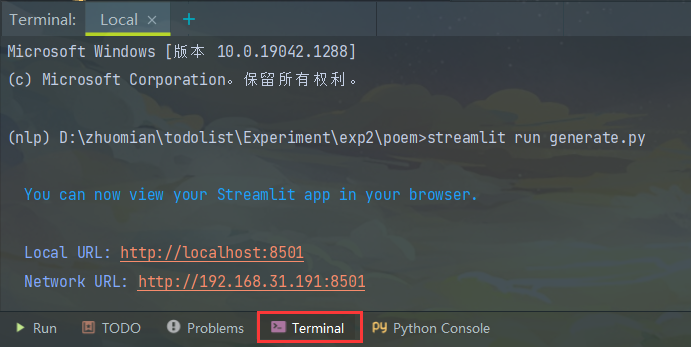 Terminal: Local × +
Microsoft Windows [版本 10.0.19042.1288]
(c) Microsoft Corporation。保留所有权利。
(nlp) D:\zhuomian\todolist\Experiment\exp2\poem>streamlit run generate.py
You can now view your Streamlit app in your browser.
Local URL: http://localhost:8501
Network URL: http://192.168.31.191:8501
Run TODO Problems Terminal Python Console